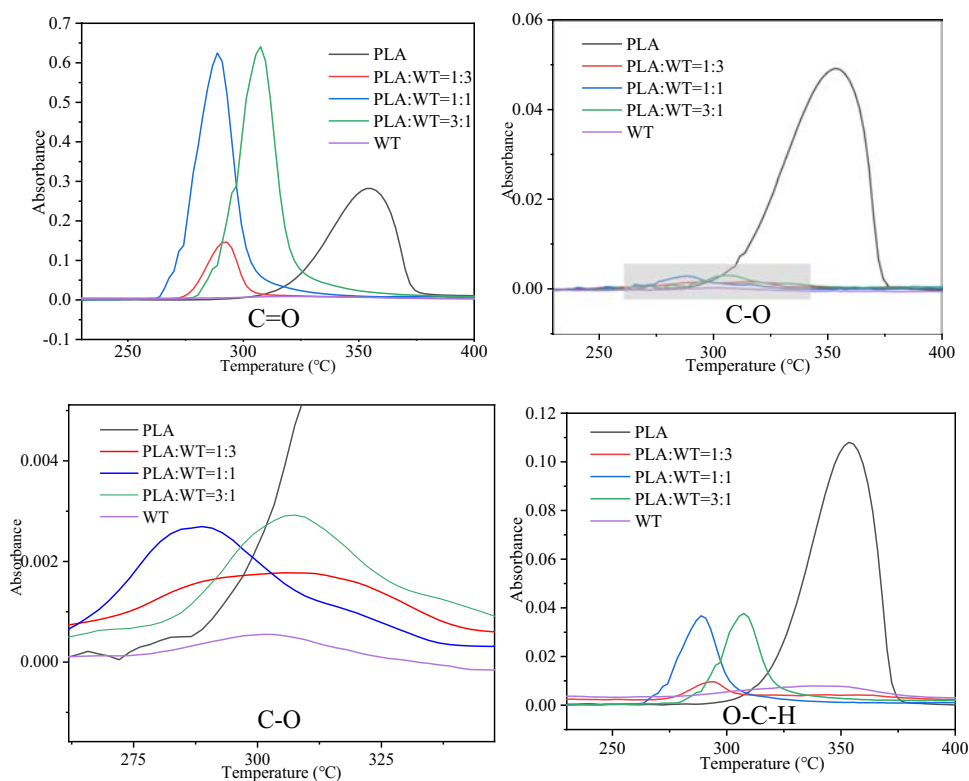 0.7
0.6
0.5
0.4
0.3
0.2
0.1
0.0
-0.1
Absorbance
PLA
PLA:WT=1:3
PLA:WT=1:1
PLA:WT=3:1
WT
C=O
250
300
350
400
Temperature (℃)
0.06
0.04
0.02
0.00
Absorbance
PLA
PLA:WT=1:3
PLA:WT=1:1
PLA:WT=3:1
WT
C-O
250
300
350
400
Temperature (℃)
0.004
0.002
0.000
Absorbance
PLA
PLA:WT=1:3
PLA:WT=1:1
PLA:WT=3:1
WT
C-O
275
300
325
Temperature (℃)
0.12
0.10
0.08
0.06
0.04
0.02
0.00
Absorbance
PLA
PLA:WT=1:3
PLA:WT=1:1
PLA:WT=3:1
WT
O-C-H
250
300
350
400
Temperature (℃)